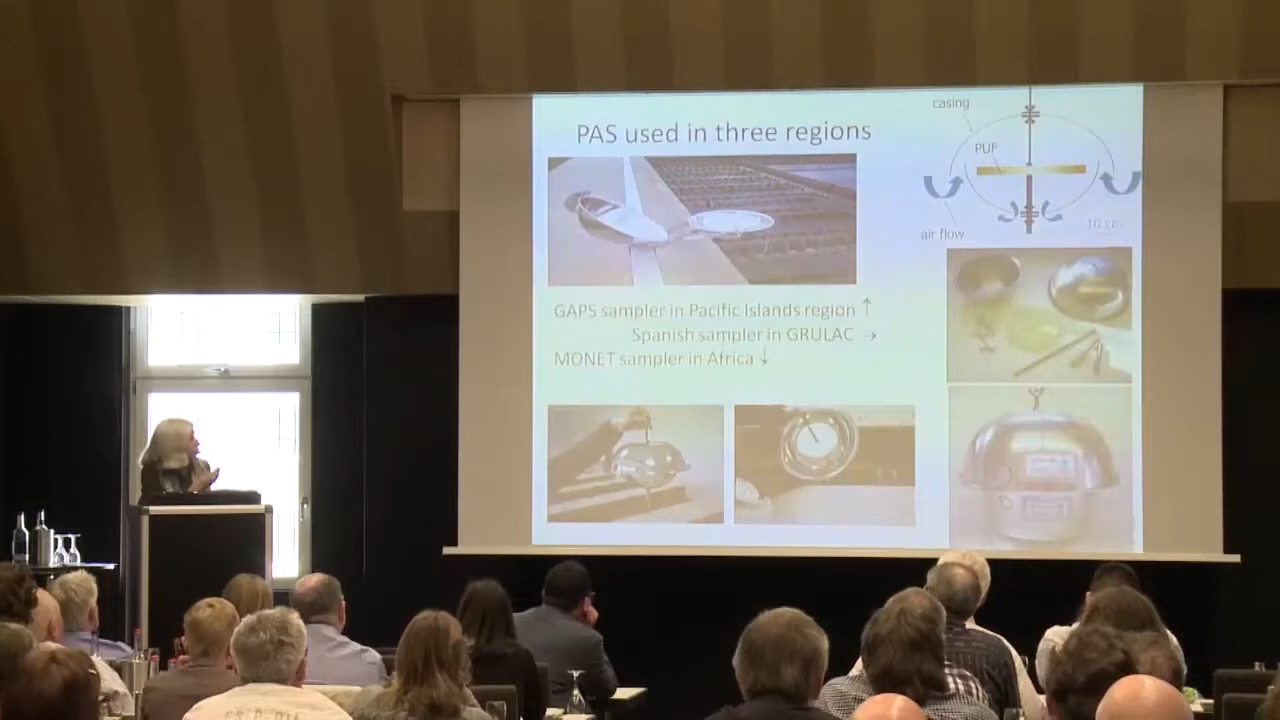 PAS used in three regions
casing
PUF
air flow
10 cm
GAPS sampler in Pacific Islands region ↑
Spanish sampler in GRULAC →
MONET sampler in Africa ↓